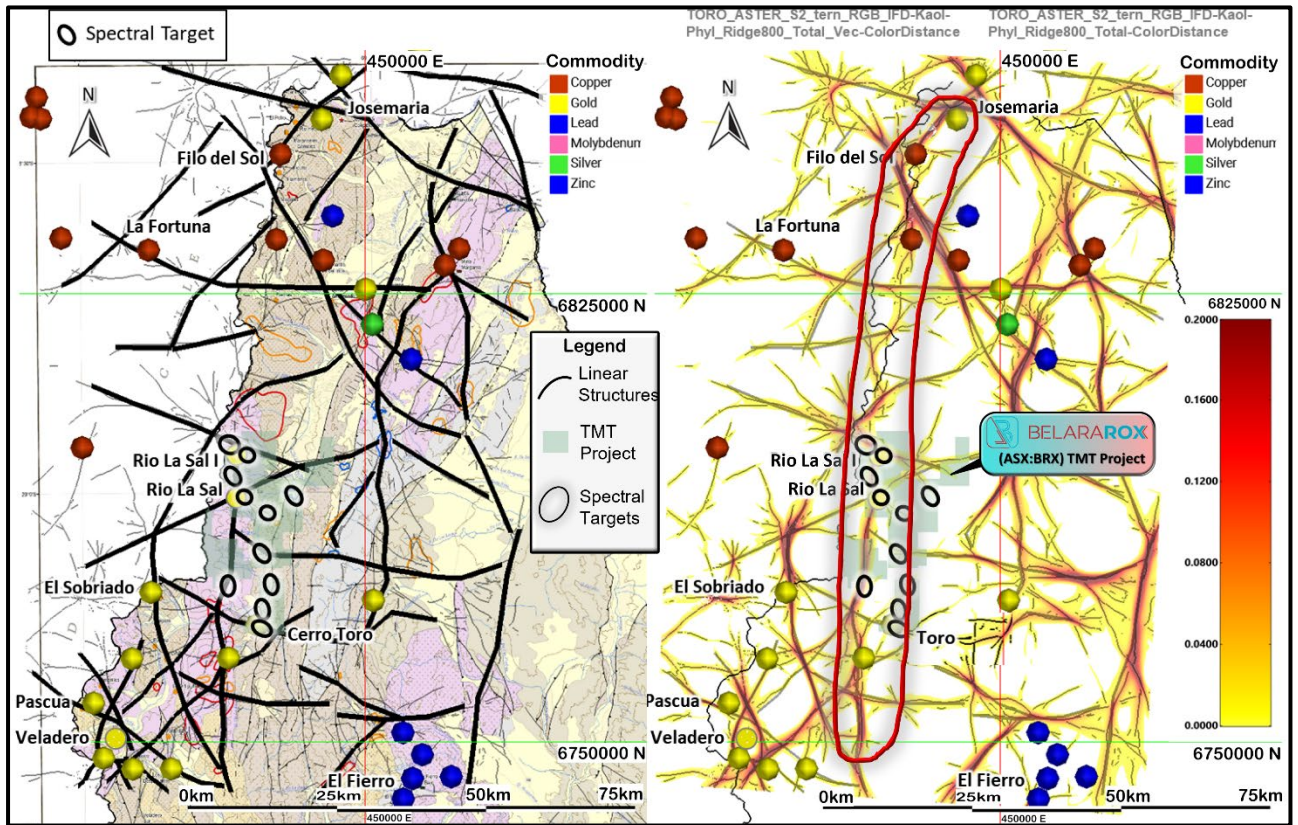 Spectral Target
450000 E
Commodity
Copper
Gold
Lead
Molybdenum
Silver
Zinc
N
Josemaria
Filo del Sol
La Fortuna
6825000 N
Legend
Linear
Structures
TMT
Project
Spectral
Targets
Rio La Sal I
Rio La Sal
El Sobriado
Cerro Toro
Pascua
Veladero
6750000 N
El Fierro
0km
25km
50km
75km
450000 E
TORO_ASTER_S2_tern_RGB_IFD-Kaol-
Phyl_Ridge800_Total_Vec-ColorDistance
TORO_ASTER_S2_tern_RGB_IFD-Kaol-
Phyl_Ridge800_Total-ColorDistance
450000 E
Commodity
Copper
Gold
Lead
Molybdenum
Silver
Zinc
N
Josemaria
Filo del Sol
La Fortuna
6825000 N
0.2000
0.1600
0.1200
0.0800
0.0400
0.0000
BELARAROX
(ASX:BRX) TMT Project
Rio La Sal I
Rio La Sal
El Sobriado
Toro
Pascua
Veladero
6750000 N
El Fierro
0km
25km
50km
75km
450000 E